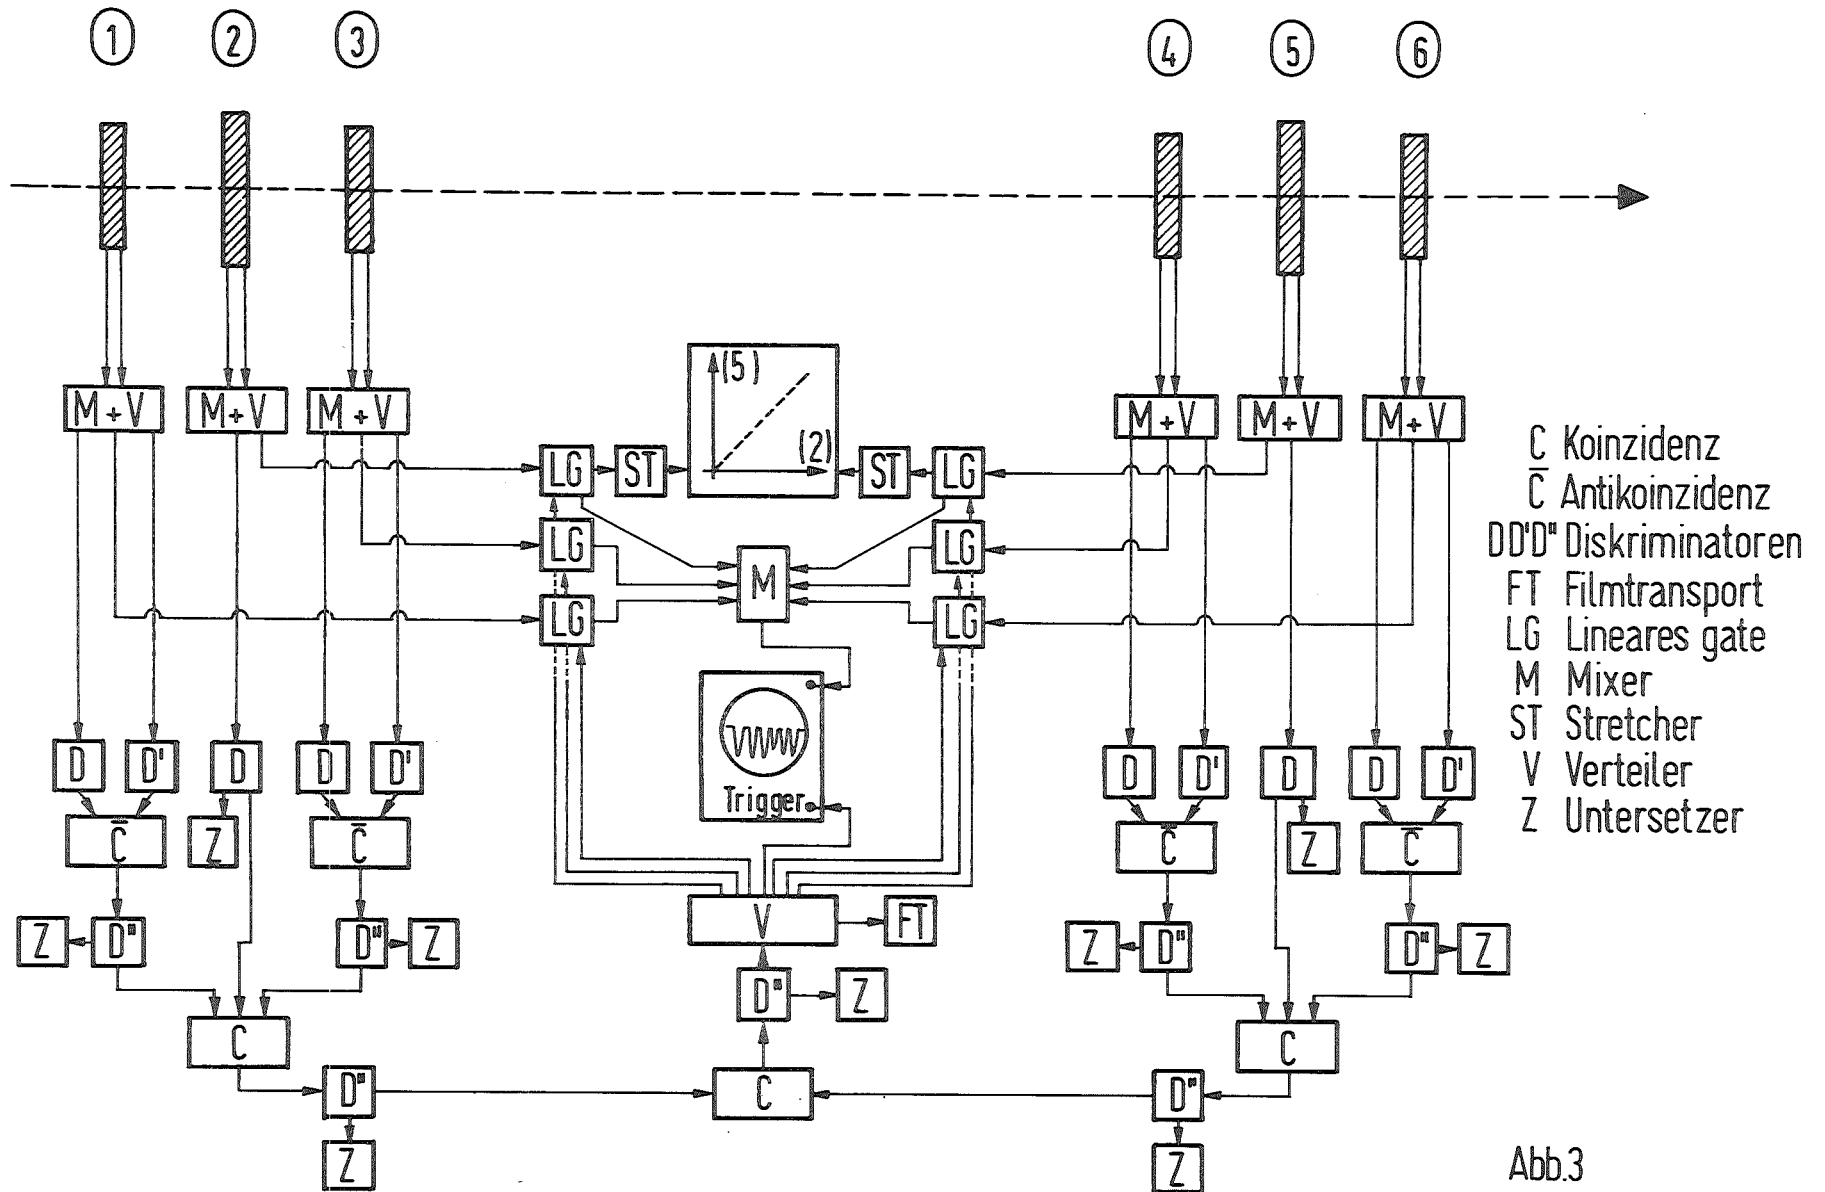 1 2 3 4 5 6
M+V M+V M+V M+V M+V M+V
(5)
(2)
LG ST ST LG
LG LG
M
LG LG
Trigger
D D' D D D' D D' D D D'
C̅ Z C̅ C̅ Z C̅
V FT
Z D" D" Z Z D" D" Z
D" Z
C C
D" C D"
Z Z
C Koinzidenz
C̅ Antikoinzidenz
DD'D" Diskriminatoren
FT Filmtransport
LG Lineares gate
M Mixer
ST Stretcher
V Verteiler
Z Untersetzer
Abb.3